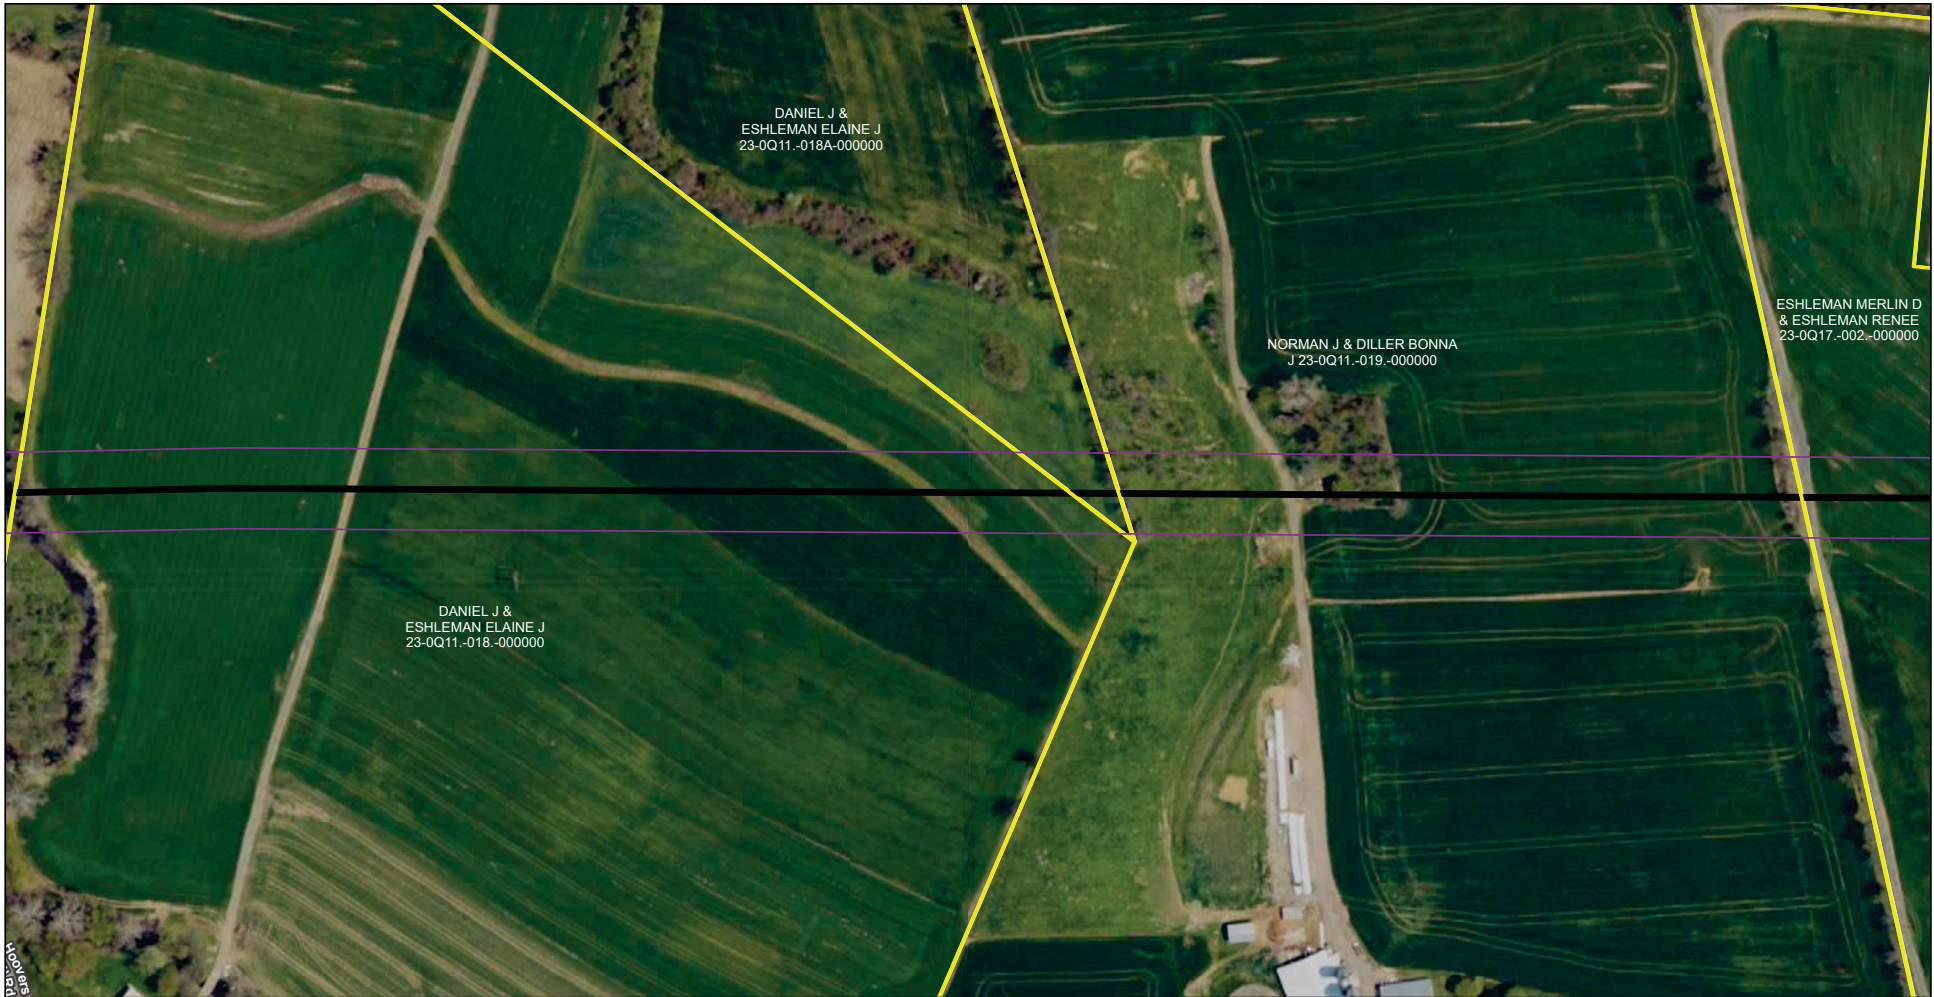 DANIEL J &
ESHLEMAN ELAINE J
23-0Q11.-018A-000000
ESHLEMAN MERLIN D
& ESHLEMAN RENEE
23-0Q17.-002.-000000
NORMAN J & DILLER BONNA
J 23-0Q11.-019.-000000
DANIEL J &
ESHLEMAN ELAINE J
23-0Q11.-018.-000000
Hoovers